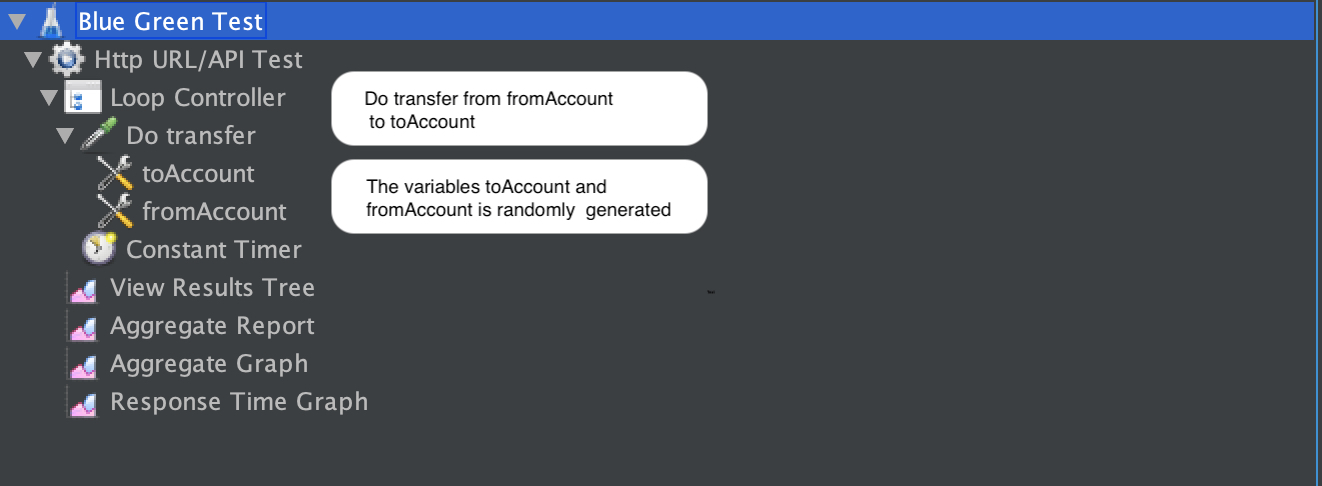 Blue Green Test
Http URL/API Test
Loop Controller
Do transfer from fromAccount
to toAccount
Do transfer
toAccount
The variables toAccount and
fromAccount is randomly generated
fromAccount
Constant Timer
View Results Tree
Aggregate Report
Aggregate Graph
Response Time Graph